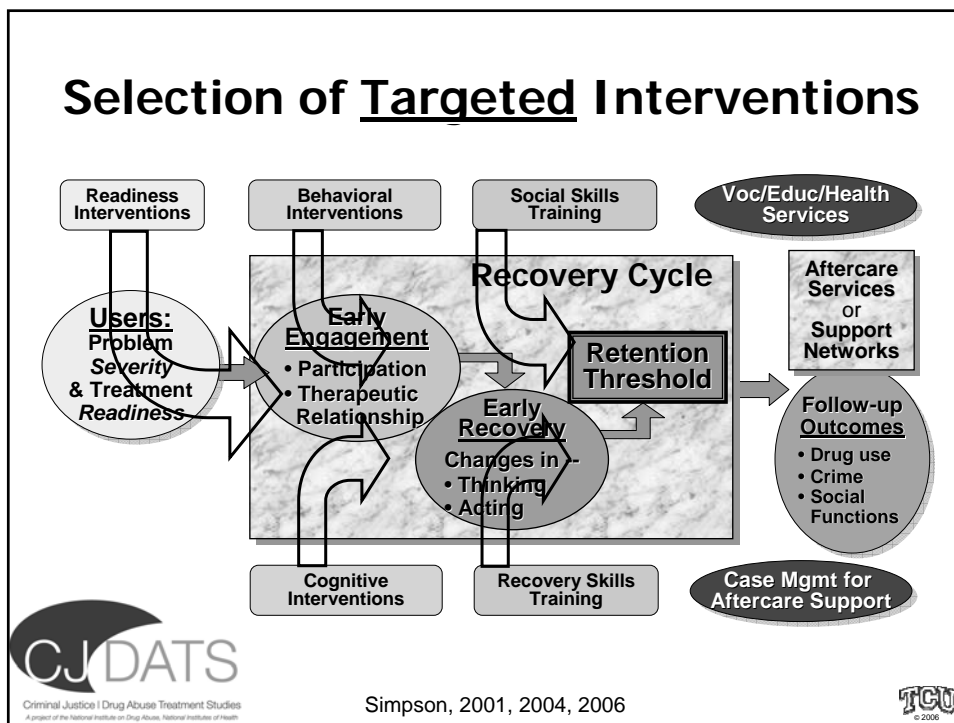 Selection of Targeted Interventions
Readiness
Interventions
Behavioral
Interventions
Social Skills
Training
Voc/Educ/Health
Services
Recovery Cycle
Aftercare
Services
or
Support
Networks
Users:
Problem
Severity
& Treatment
Readiness
Early
Engagement
• Participation
• Therapeutic
Relationship
Retention
Threshold
Early
Recovery
Changes in --
• Thinking
• Acting
Follow-up
Outcomes
• Drug use
• Crime
• Social
Functions
Cognitive
Interventions
Recovery Skills
Training
Case Mgmt for
Aftercare Support
CJ DATS
Criminal Justice | Drug Abuse Treatment Studies
A project of the National Institute on Drug Abuse, National Institutes of Health
Simpson, 2001, 2004, 2006
TCU
© 2006